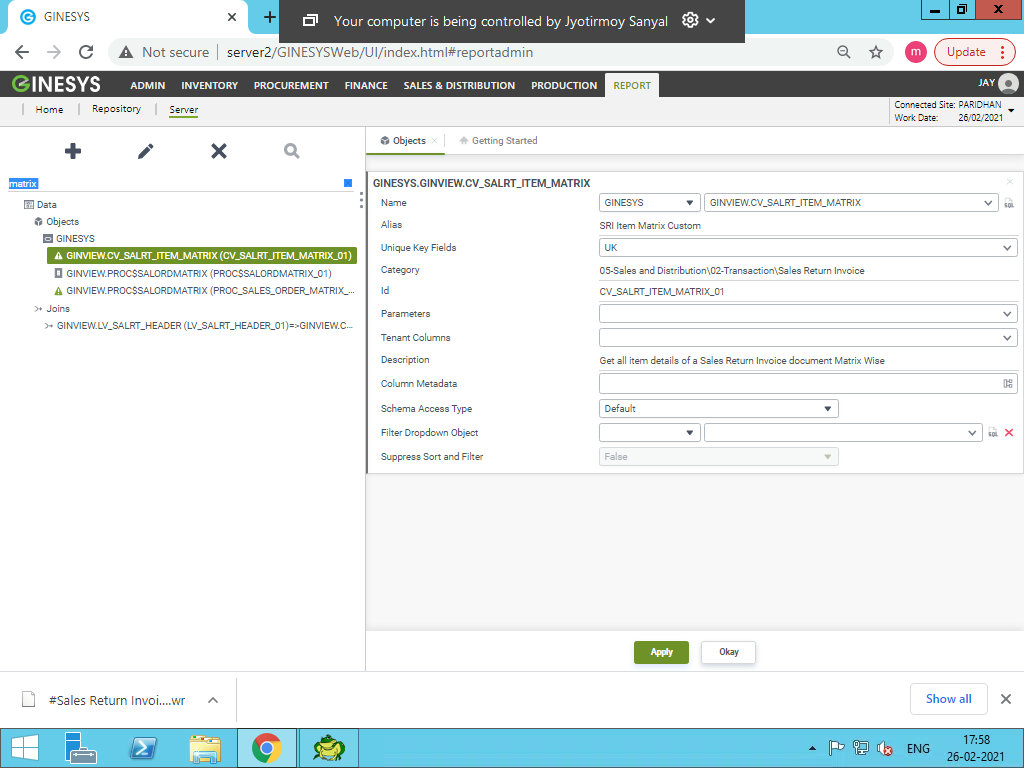 GINESYS
Your computer is being controlled by Jyotirmoy Sanyal
Not secure server2/GINESYSWeb/UI/index.html#reportadmin
m Update
GINESYS ADMIN INVENTORY PROCUREMENT FINANCE SALES & DISTRIBUTION PRODUCTION REPORT JAY
Home Repository Server
Connected Site: PARIDHAN
Work Date: 26/02/2021
Objects Getting Started
matrix
Data
Objects
GINESYS
GINVIEW.CV_SALRT_ITEM_MATRIX (CV_SALRT_ITEM_MATRIX_01)
GINVIEW.PROC$SALORDMATRIX (PROC$SALORDMATRIX_01)
GINVIEW.PROC$SALORDMATRIX (PROC_SALES_ORDER_MATRIX_...
Joins
GINVIEW.LV_SALRT_HEADER (LV_SALRT_HEADER_01)=>GINVIEW.C...
GINESYS.GINVIEW.CV_SALRT_ITEM_MATRIX
Name GINESYS GINVIEW.CV_SALRT_ITEM_MATRIX SQL
Alias SRI Item Matrix Custom
Unique Key Fields UK
Category 05-Sales and Distribution\02-Transaction\Sales Return Invoice
Id CV_SALRT_ITEM_MATRIX_01
Parameters
Tenant Columns
Description Get all item details of a Sales Return Invoice document Matrix Wise
Column Metadata
Schema Access Type Default
Filter Dropdown Object SQL
Suppress Sort and Filter False
Apply Okay
#Sales Return Invoi....wr Show all
ENG 17:58
26-02-2021